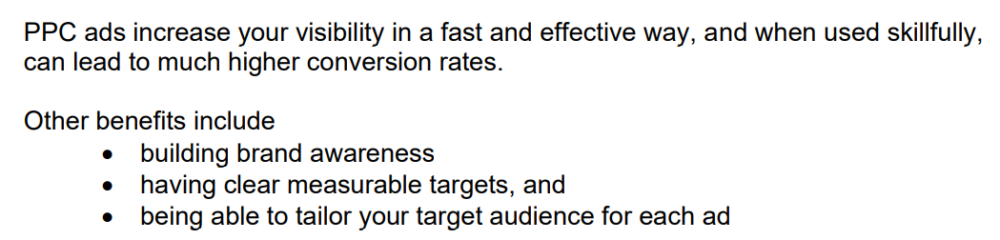 PPC ads increase your visibility in a fast and effective way, and when used skillfully,
can lead to much higher conversion rates.
Other benefits include
• building brand awareness
• having clear measurable targets, and
• being able to tailor your target audience for each ad